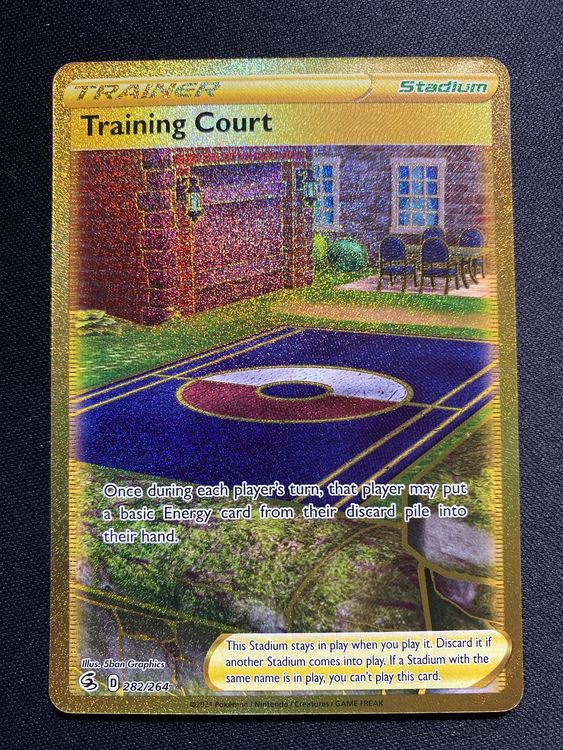 TRAINER Stadium
Training Court
Once during each player's turn, that player may put
a basic Energy card from their discard pile into
their hand.
This Stadium stays in play when you play it. Discard it if
another Stadium comes into play. If a Stadium with the
same name is in play, you can't play this card.
Illus. 5ban Graphics
D 282/264
©2021 Pokémon / Nintendo / Creatures / GAME FREAK